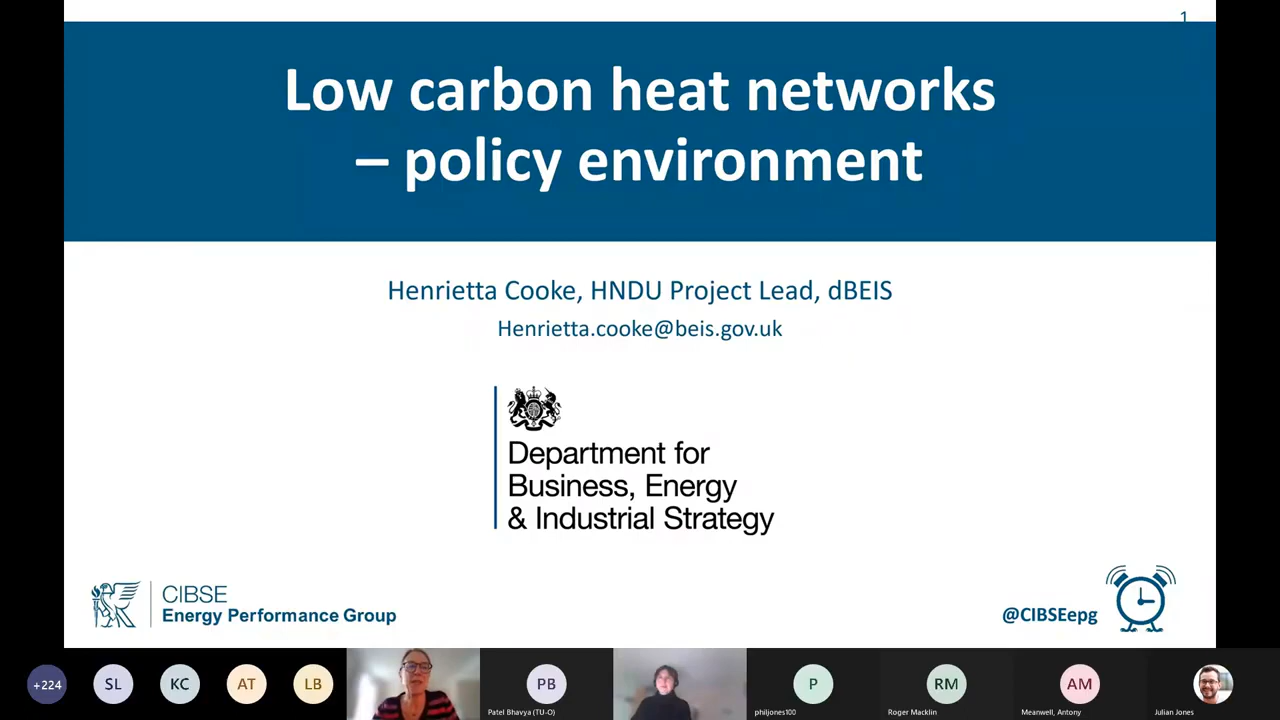 1
Low carbon heat networks
– policy environment
Henrietta Cooke, HNDU Project Lead, dBEIS
Henrietta.cooke@beis.gov.uk
Department for
Business, Energy
& Industrial Strategy
CIBSE
Energy Performance Group
@CIBSEepg
+224
SL
KC
AT
LB
PB
Patel Bhavya (TU-O)
P
philjones100
RM
Roger Macklin
AM
Meanwell, Antony
Julian Jones